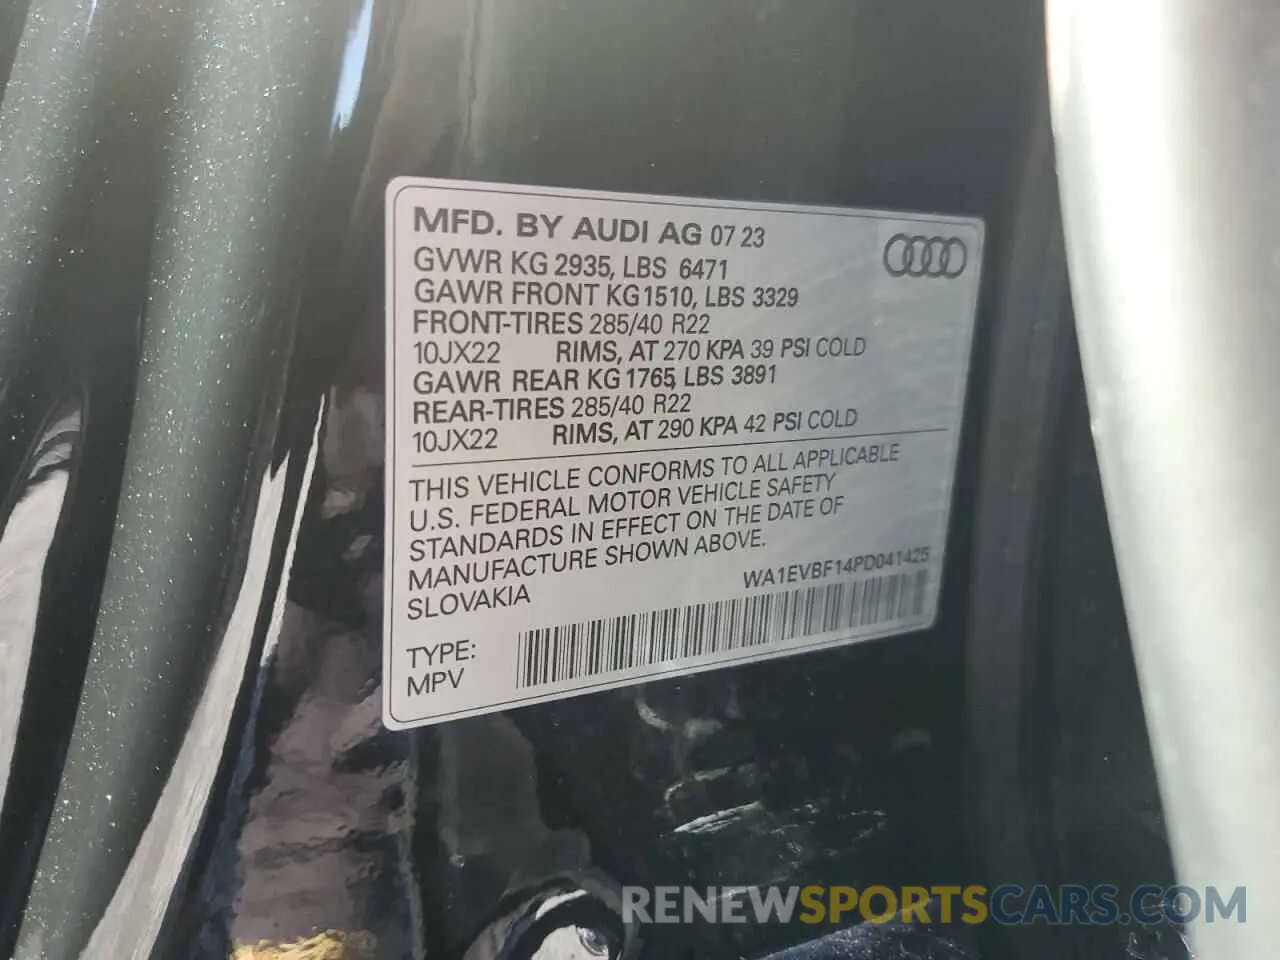 MFD. BY AUDI AG 07 23
GVWR KG 2935, LBS 6471
GAWR FRONT KG1510, LBS 3329
FRONT-TIRES 285/40 R22
10JX22 RIMS, AT 270 KPA 39 PSI COLD
GAWR REAR KG 1765, LBS 3891
REAR-TIRES 285/40 R22
10JX22 RIMS, AT 290 KPA 42 PSI COLD
THIS VEHICLE CONFORMS TO ALL APPLICABLE
U.S. FEDERAL MOTOR VEHICLE SAFETY
STANDARDS IN EFFECT ON THE DATE OF
MANUFACTURE SHOWN ABOVE.
SLOVAKIA
WA1EVBF14PD041425
TYPE:
MPV
RENEWSPORTSCARS.COM